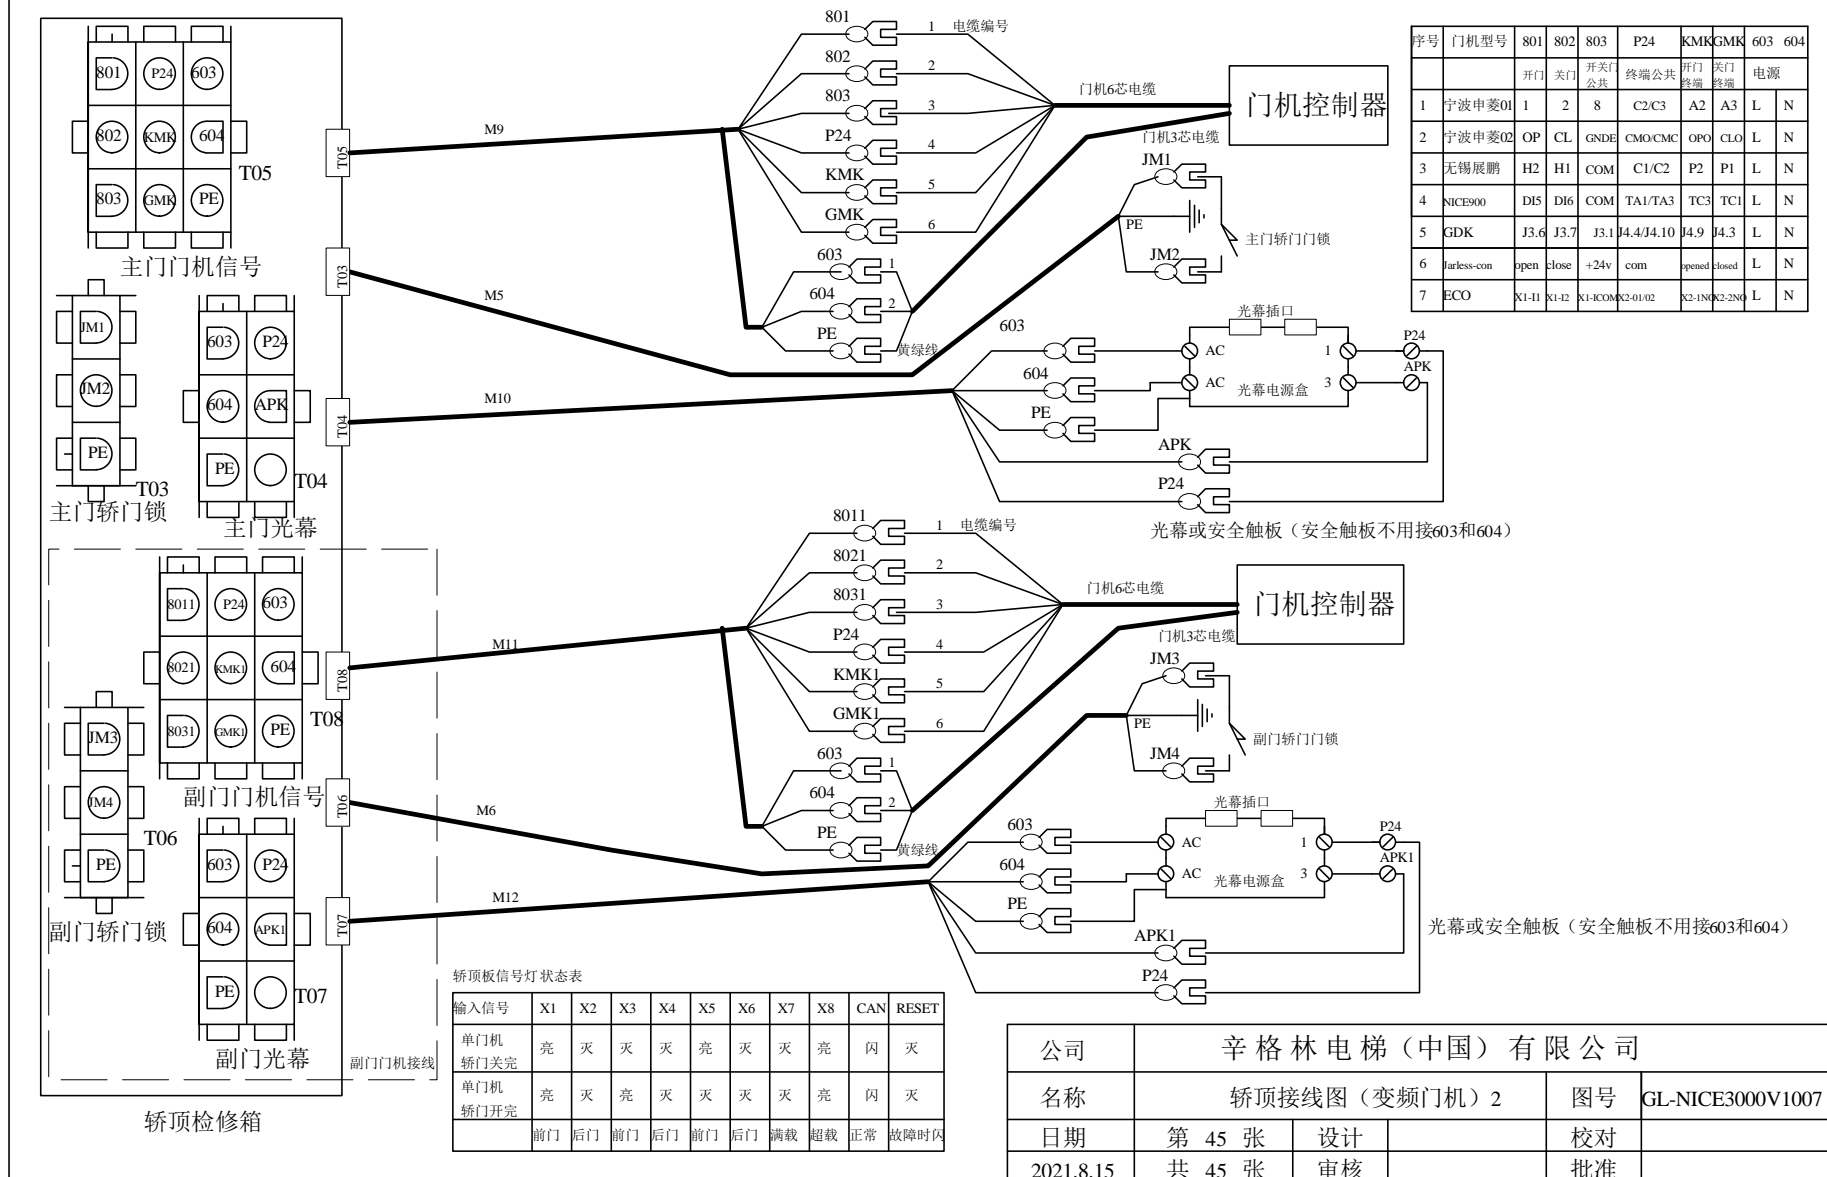 801 P24 603
802 KMK 604
803 GMK PE
T05
主门门机信号
JM1
JM2
PE
T03
主门轿门锁
603 P24
604 APK
PE
T04
主门光幕
8011 P24 603
8021 KMK1 604
8031 GMK1 PE
T08
副门门机信号
JM3
JM4
PE
T06
副门轿门锁
603 P24
604 APK1
PE
T07
副门光幕
副门门机接线
轿顶检修箱
T05
T03
T04
T08
T06
T07
M9
M5
M10
M11
M6
M12
801 1 电缆编号
802 2
803 3
P24 4
KMK 5
GMK 6
603 1
604 2
PE 黄绿线
门机6芯电缆
门机控制器
门机3芯电缆
JM1
PE
主门轿门门锁
JM2
603
604
PE
APK
P24
光幕插口
AC 1 P24
AC 光幕电源盒 3 APK
光幕或安全触板（安全触板不用接603和604）
8011 1 电缆编号
8021 2
8031 3
P24 4
KMK1 5
GMK1 6
603 1
604 2
PE 黄绿线
门机6芯电缆
门机控制器
门机3芯电缆
JM3
PE
副门轿门门锁
JM4
603
604
PE
APK1
P24
光幕插口
AC 1 P24
AC 光幕电源盒 3 APK1
光幕或安全触板（安全触板不用接603和604）
序号 门机型号 801 802 803 P24 KMK GMK 603 604
开门 关门 开关门公共 终端公共 开门终端 关门终端 电源
1 宁波申菱01 1 2 8 C2/C3 A2 A3 L N
2 宁波申菱02 OP CL GNDE CMO/CMC OPO CLO L N
3 无锡展鹏 H2 H1 COM C1/C2 P2 P1 L N
4 NICE900 DI5 DI6 COM TA1/TA3 TC3 TC1 L N
5 GDK J3.6 J3.7 J3.1 J4.4/J4.10 J4.9 J4.3 L N
6 Jarless-con open close +24v com opened closed L N
7 ECO X1-I1 X1-I2 X1-ICOM X2-01/02 X2-1NO X2-2NO L N
轿顶板信号灯状态表
输入信号 X1 X2 X3 X4 X5 X6 X7 X8 CAN RESET
单门机
轿门关完 亮 灭 灭 灭 亮 灭 灭 亮 闪 灭
单门机
轿门开完 亮 灭 亮 灭 灭 灭 灭 亮 闪 灭
前门 后门 前门 后门 前门 后门 满载 超载 正常 故障时闪
公司 辛格林电梯（中国）有限公司
名称 轿顶接线图（变频门机）2 图号 GL-NICE3000V1007
日期 第 45 张 设计 校对
2021.8.15 共 45 张 审核 批准